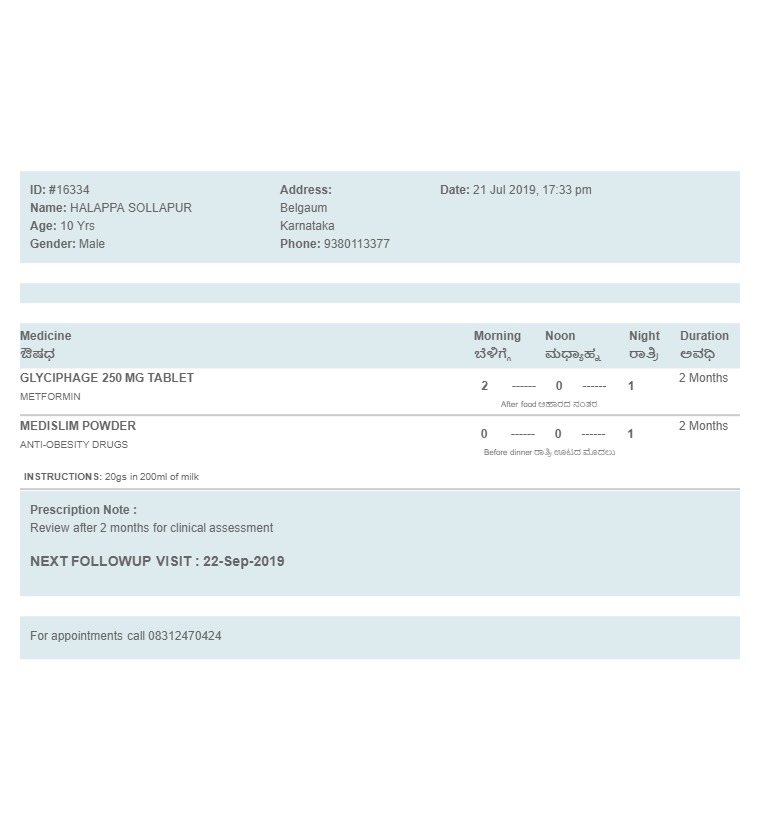 ID: #16334
Name: HALAPPA SOLLAPUR
Age: 10 Yrs
Gender: Male
Address:
Belgaum
Karnataka
Phone: 9380113377
Date: 21 Jul 2019, 17:33 pm
Medicine Morning Noon Night Duration
ಔಷಧ ಬೆಳಿಗ್ಗೆ ಮಧ್ಯಾಹ್ನ ರಾತ್ರಿ ಅವಧಿ
GLYCIPHAGE 250 MG TABLET 2 ------ 0 ------ 1 2 Months
METFORMIN
After food ಆಹಾರದ ನಂತರ
MEDISLIM POWDER 0 ------ 0 ------ 1 2 Months
ANTI-OBESITY DRUGS
Before dinner ರಾತ್ರಿ ಊಟದ ಮೊದಲು
INSTRUCTIONS: 20gs in 200ml of milk
Prescription Note :
Review after 2 months for clinical assessment
NEXT FOLLOWUP VISIT : 22-Sep-2019
For appointments call 08312470424